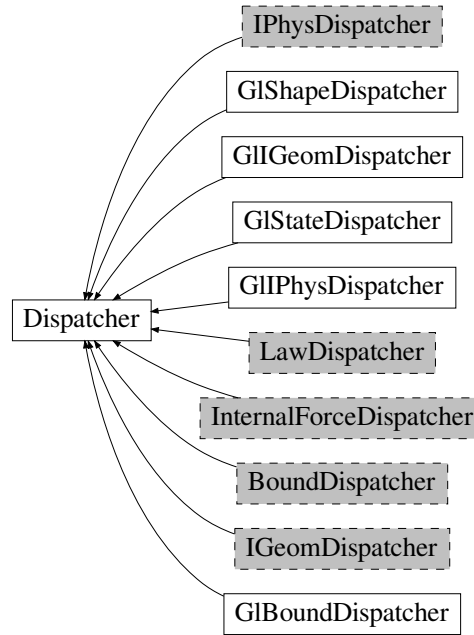 IPhysDispatcher
GlShapeDispatcher
GlIGeomDispatcher
GlStateDispatcher
GlIPhysDispatcher
Dispatcher
LawDispatcher
InternalForceDispatcher
BoundDispatcher
IGeomDispatcher
GlBoundDispatcher